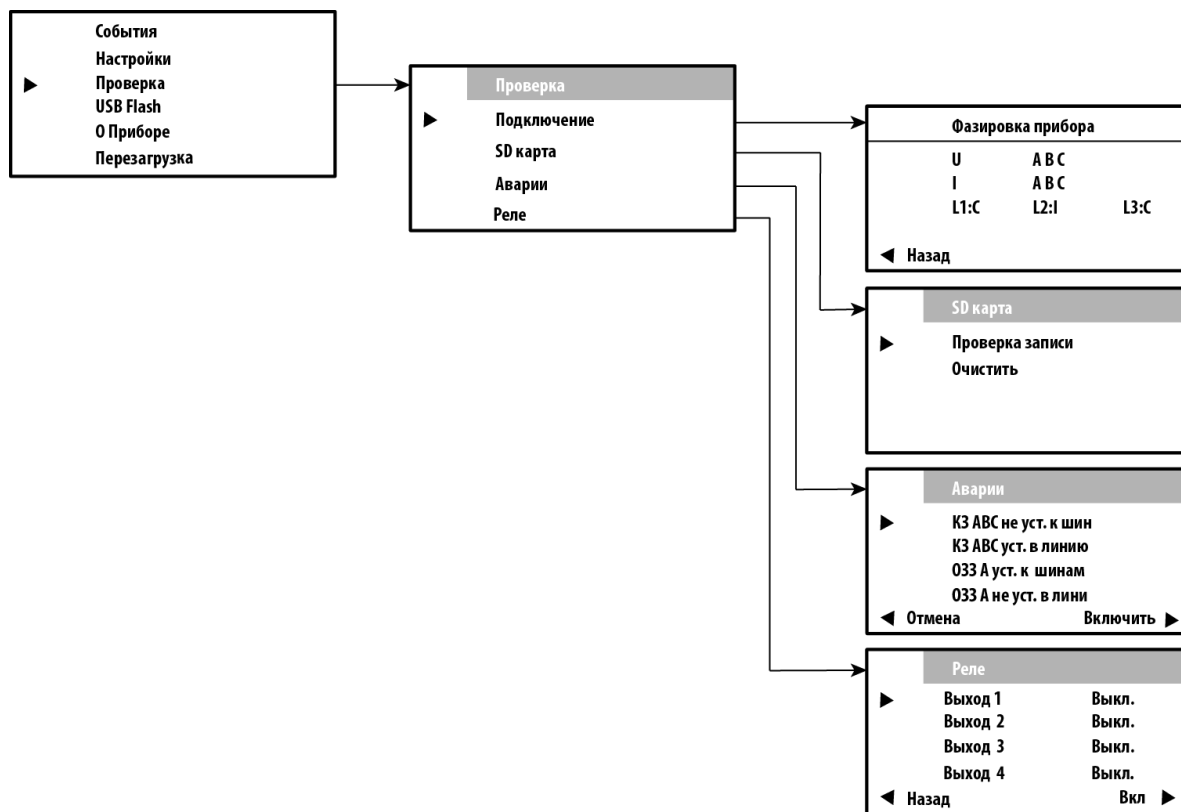 События
Настройки
Проверка
USB Flash
О Приборе
Перезагрузка
Проверка
Подключение
SD карта
Аварии
Реле
Фазировка прибора
U A B C
I A B C
L1:C L2:I L3:C
Назад
SD карта
Проверка записи
Очистить
Аварии
КЗ АВС не уст. к шин
КЗ АВС уст. в линию
ОЗЗ А уст. к шинам
ОЗЗ А не уст. в лини
Отмена Включить
Реле
Выход 1 Выкл.
Выход 2 Выкл.
Выход 3 Выкл.
Выход 4 Выкл.
Назад Вкл